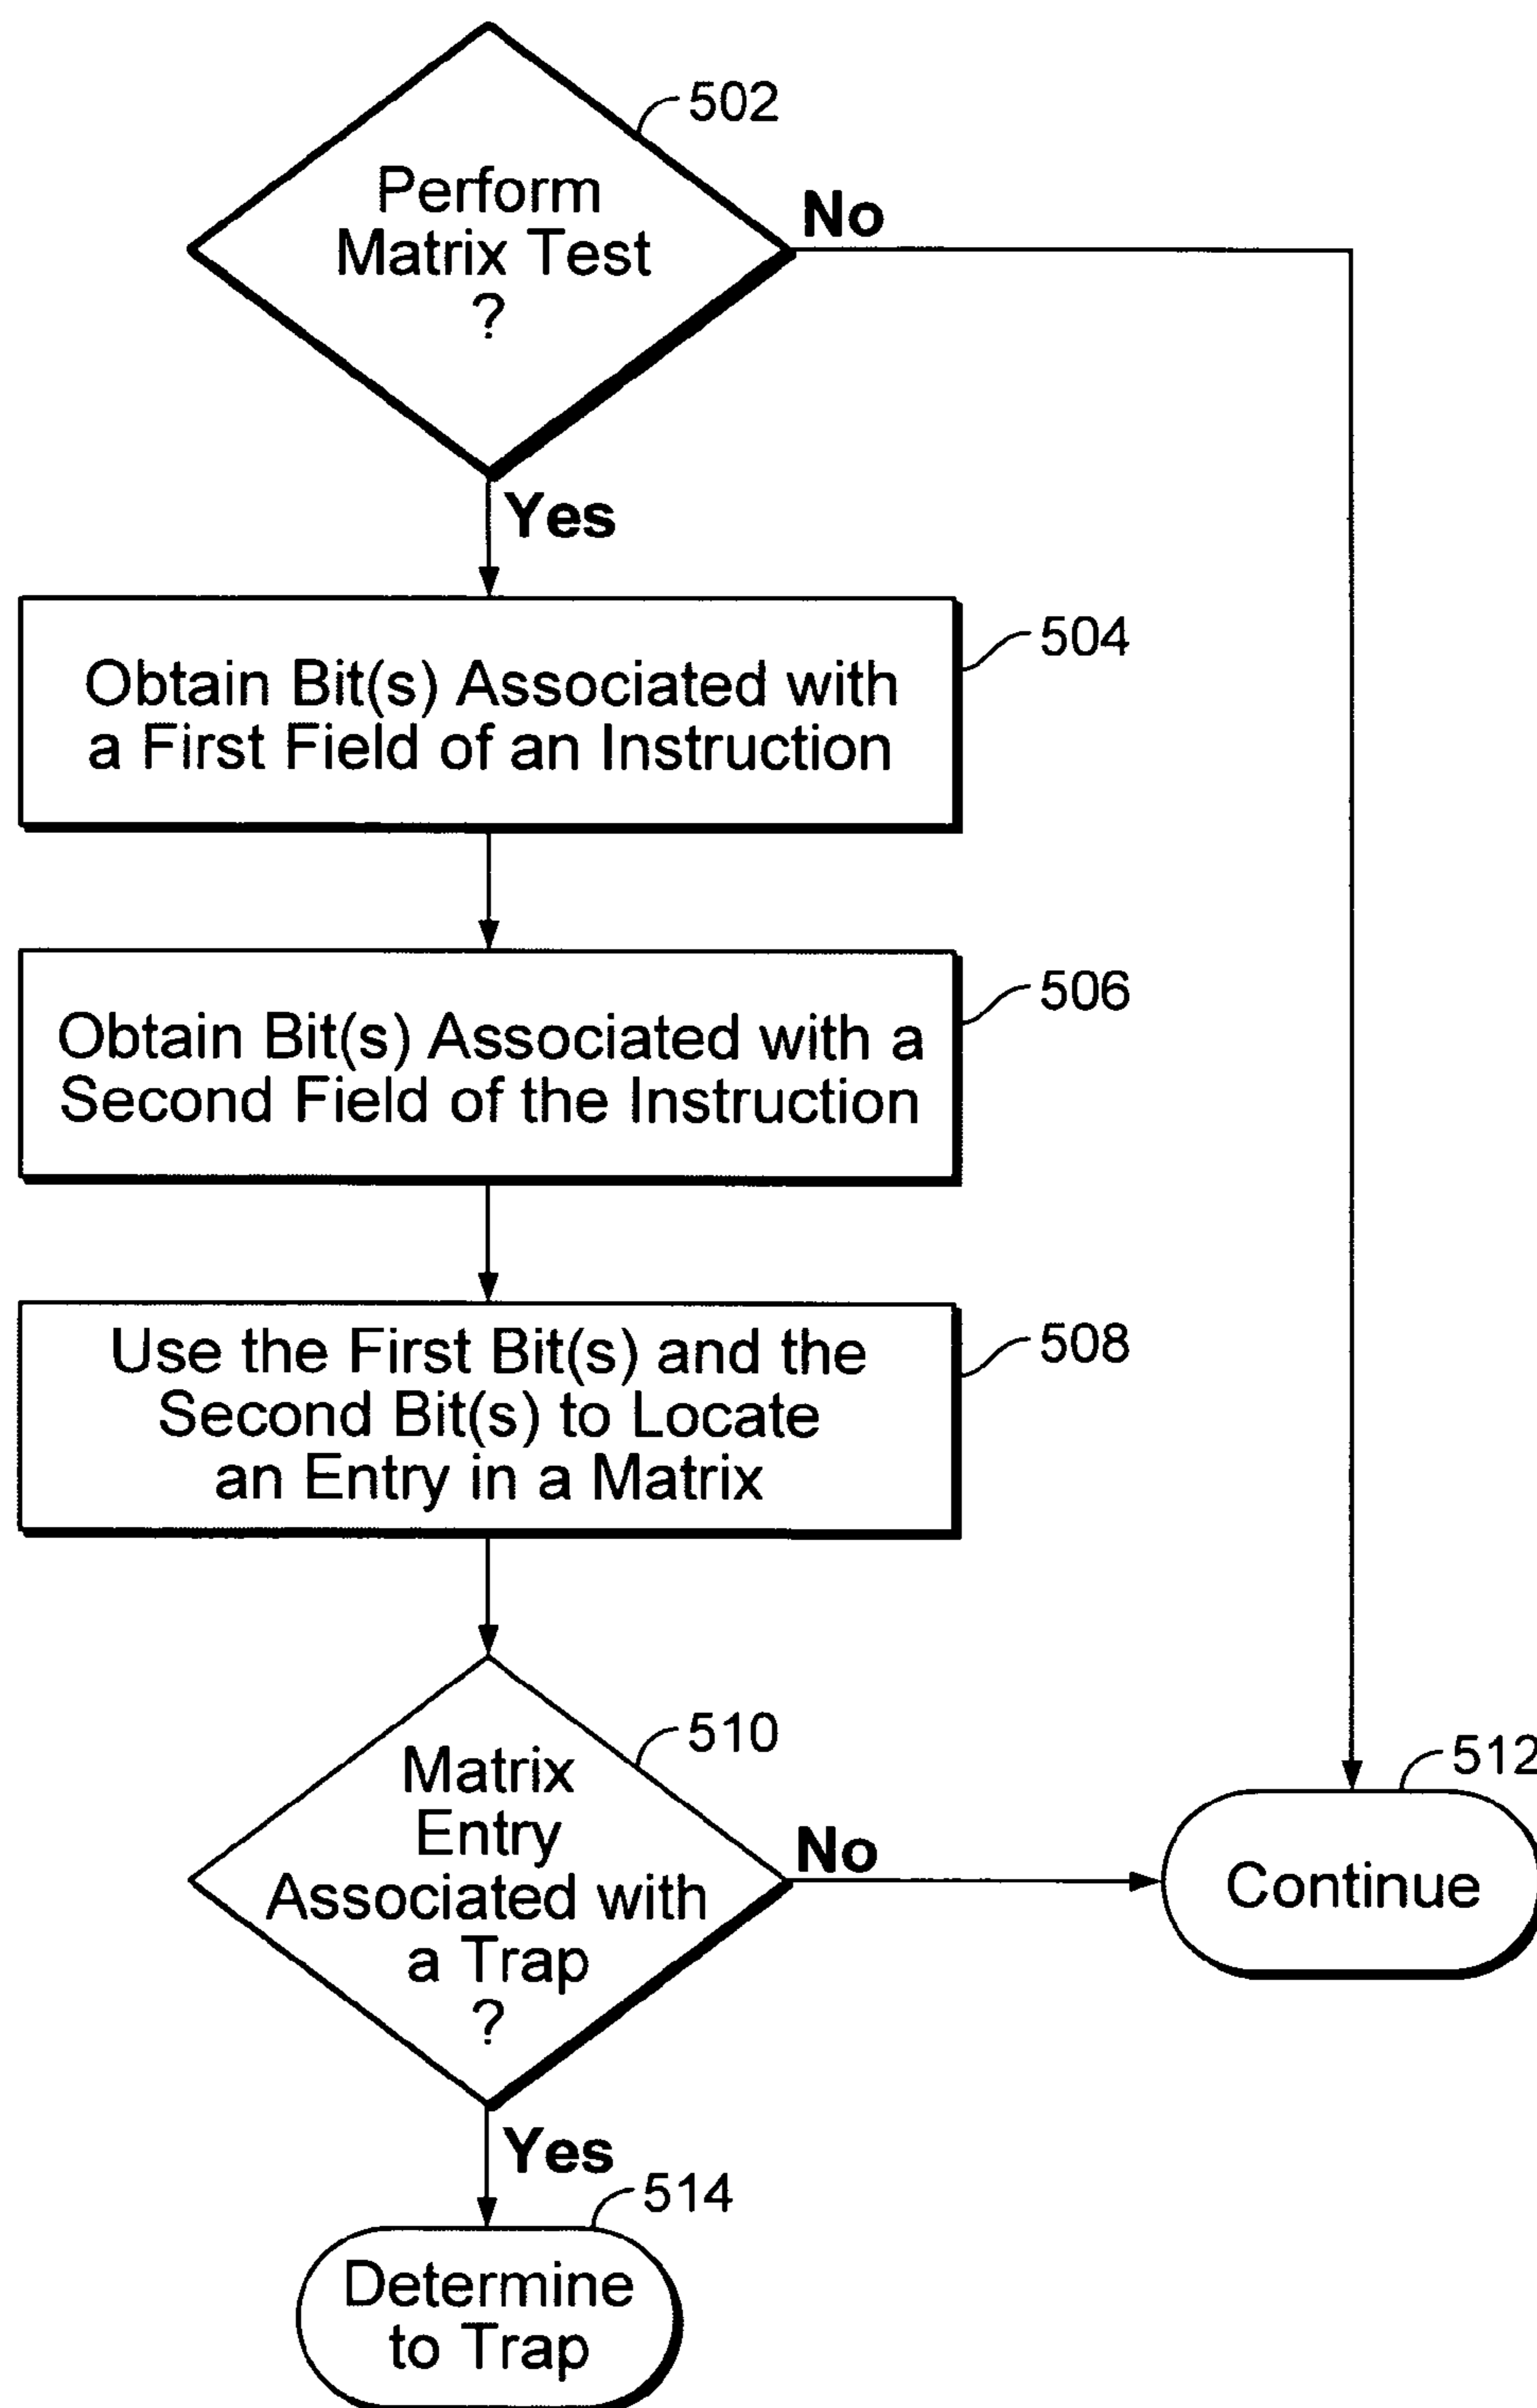 502
Perform
Matrix Test
?
No
Yes
504
Obtain Bit(s) Associated with
a First Field of an Instruction
506
Obtain Bit(s) Associated with a
Second Field of the Instruction
508
Use the First Bit(s) and the
Second Bit(s) to Locate
an Entry in a Matrix
510
Matrix
Entry
Associated with
a Trap
?
No
512
Continue
Yes
514
Determine
to Trap